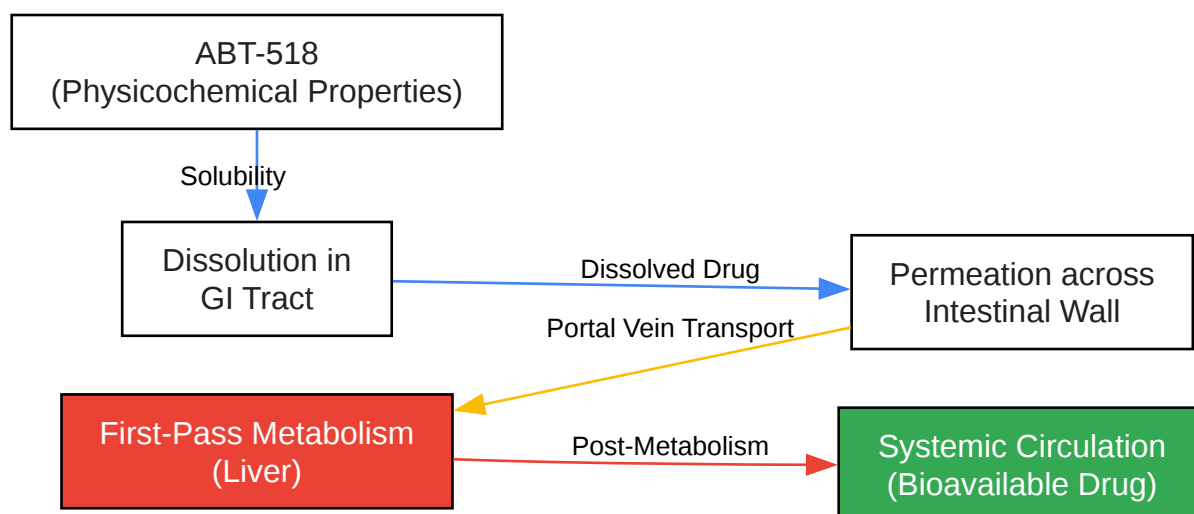 ABT-518
(Physicochemical Properties)
Solubility
Dissolution in
GI Tract
Dissolved Drug
Permeation across
Intestinal Wall
Portal Vein Transport
First-Pass Metabolism
(Liver)
Post-Metabolism
Systemic Circulation
(Bioavailable Drug)